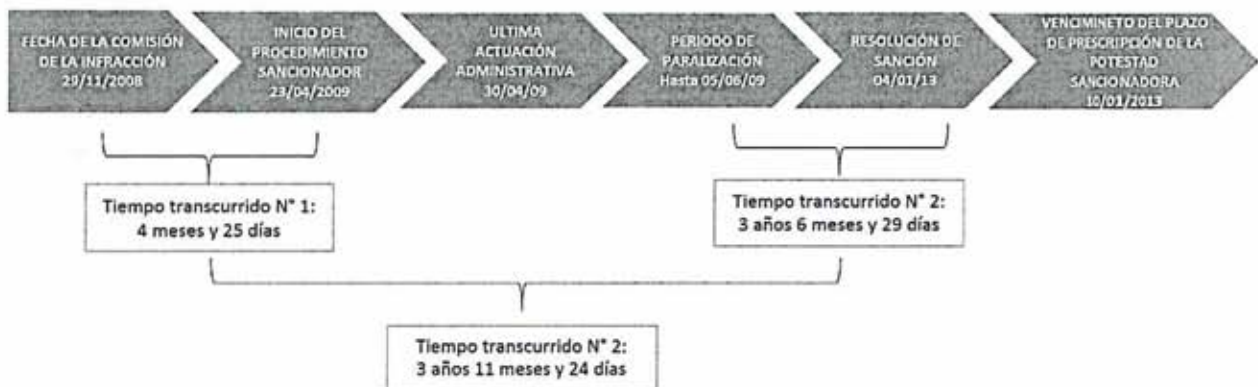 FECHA DE LA COMISIÓN
DE LA INFRACCIÓN
29/11/2008
INICIO DEL
PROCEDIMIENTO
SANCIONADOR
23/04/2009
ULTIMA
ACTUACIÓN
ADMINISTRATIVA
30/04/09
PERIODO DE
PARALIZACIÓN
Hasta 05/06/09
RESOLUCIÓN DE
SANCIÓN
04/01/13
VENCIMINETO DEL PLAZO
DE PRESCRIPCIÓN DE LA
POTESTAD
SANCIONADORA
10/01/2013
Tiempo transcurrido N° 1:
4 meses y 25 días
Tiempo transcurrido N° 2:
3 años 6 meses y 29 días
Tiempo transcurrido N° 2:
3 años 11 meses y 24 días